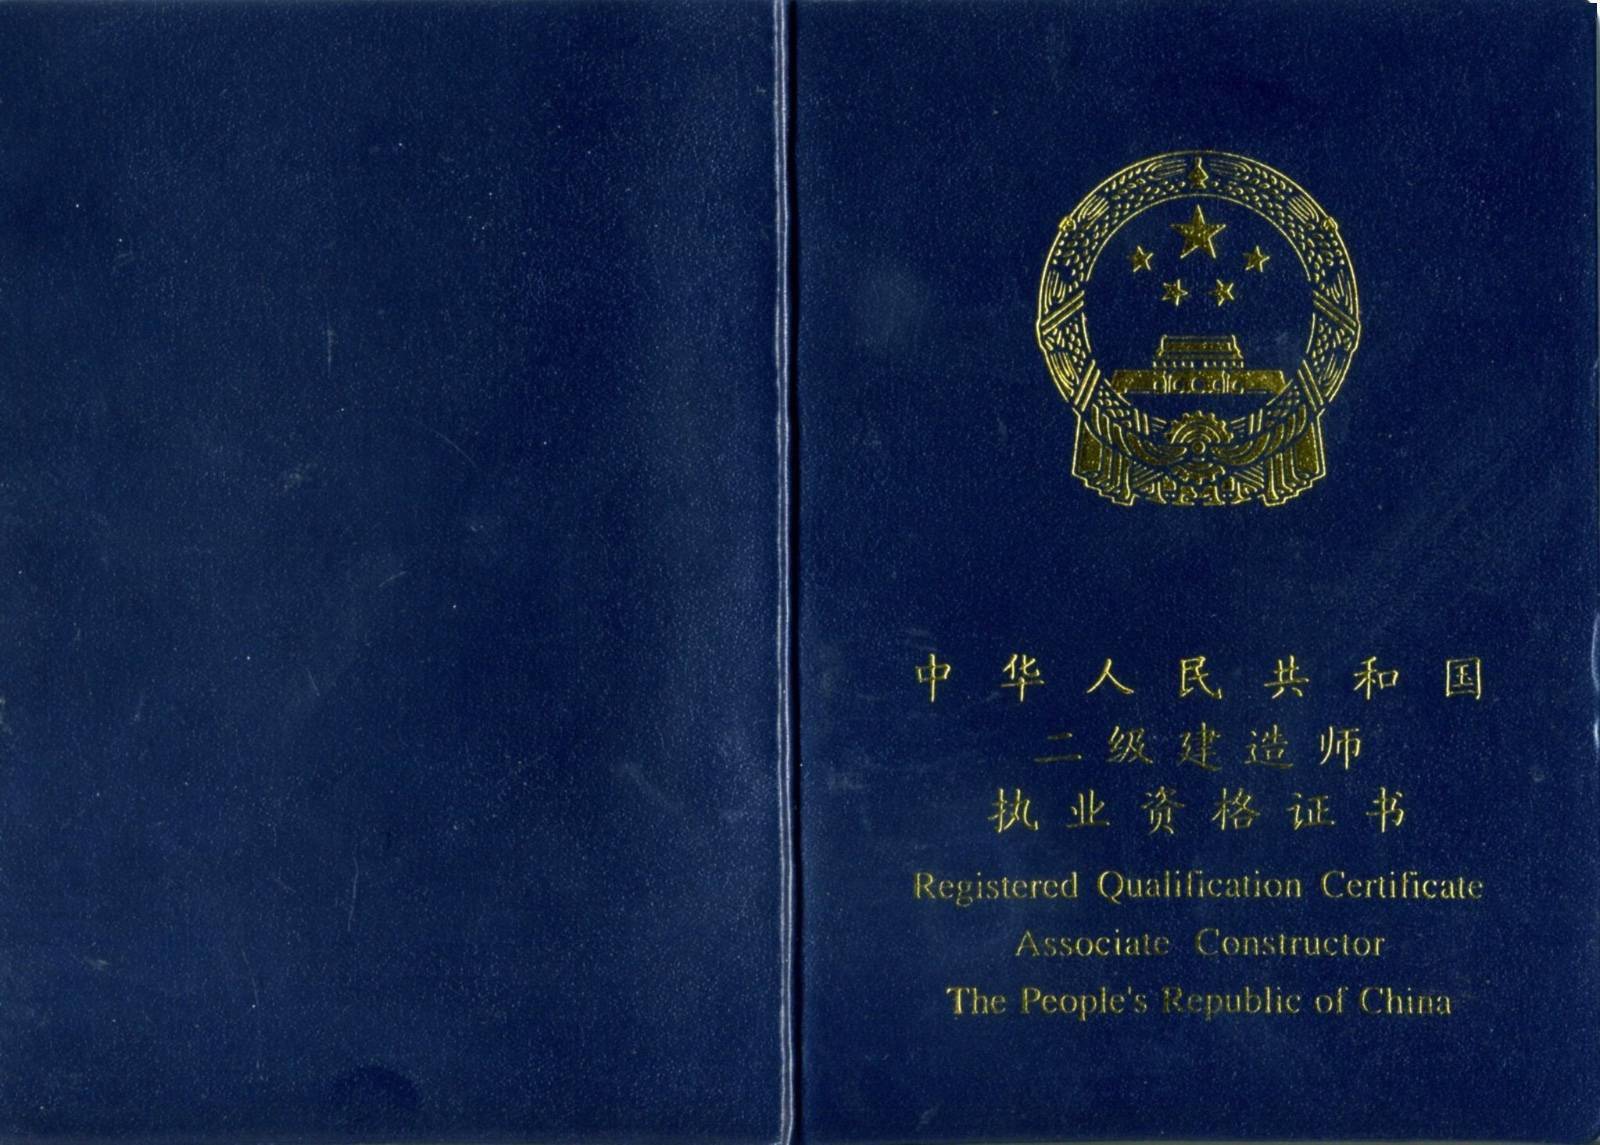 中华人民共和国
二级建造师
执业资格证书
Registered Qualification Certificate
Associate Constructor
The People's Republic of China